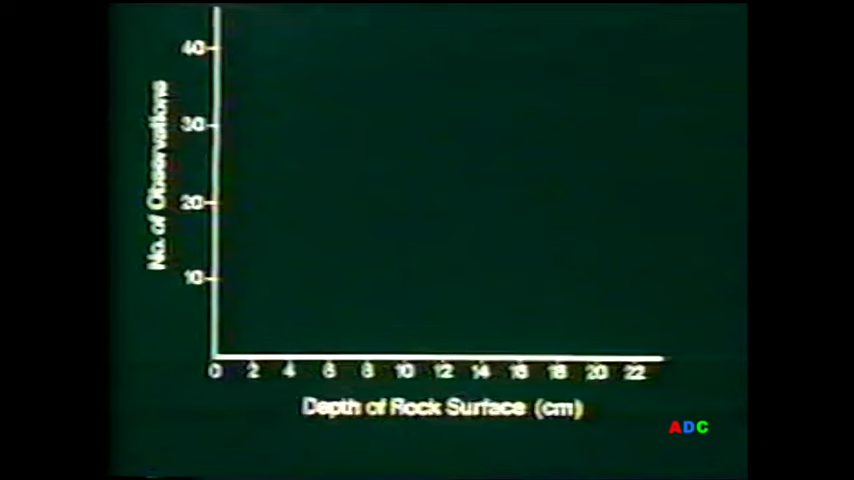 40
30
20
10
No. of Observations
0 2 4 6 8 10 12 14 16 18 20 22
Depth of Rock Surface (cm)
ADC